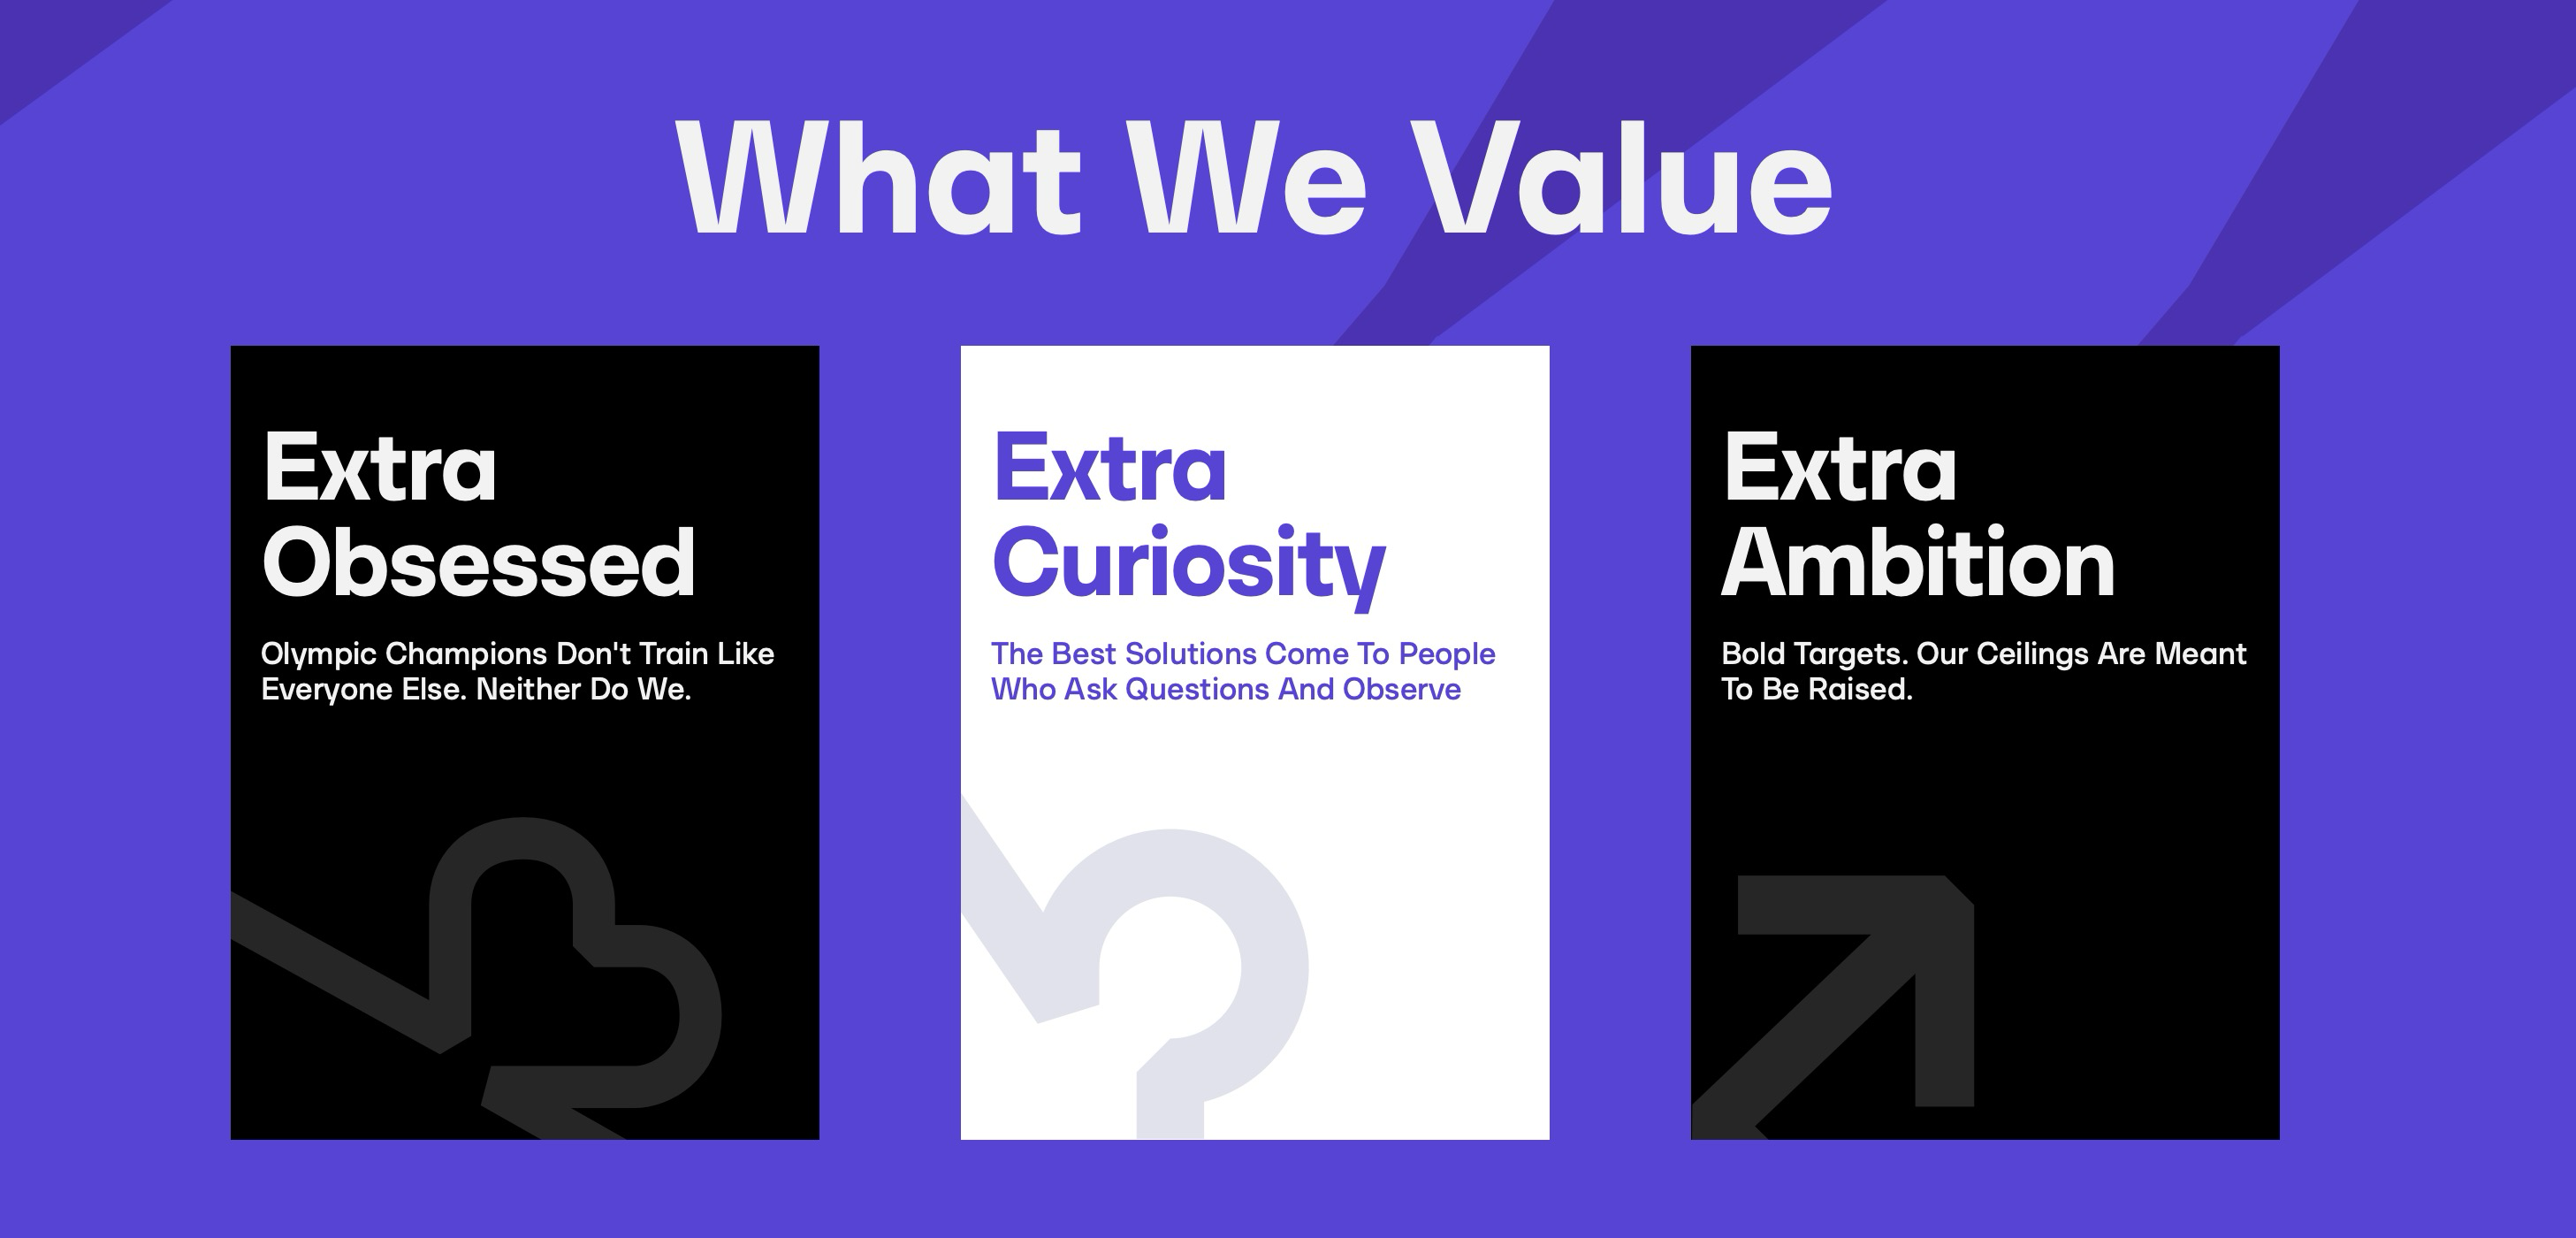 What We Value
Extra
Obsessed
Olympic Champions Don't Train Like
Everyone Else. Neither Do We.
Extra
Curiosity
The Best Solutions Come To People
Who Ask Questions And Observe
Extra
Ambition
Bold Targets. Our Ceilings Are Meant
To Be Raised.